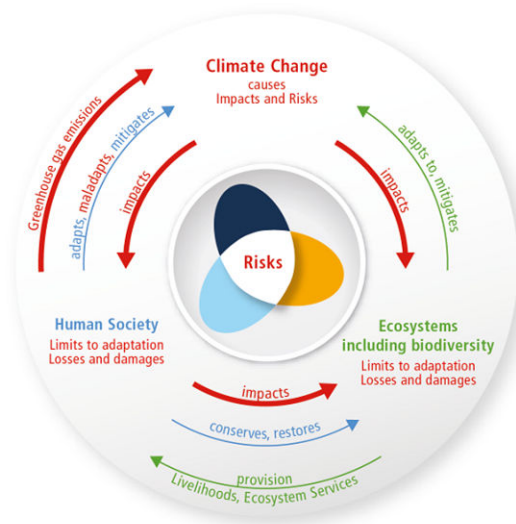 Climate Change
causes
Impacts and Risks
Greenhouse gas emissions
adapts, maladapts, mitigates
impacts
impacts
adapts to, mitigates
Risks
Human Society
Limits to adaptation
Losses and damages
Ecosystems
including biodiversity
Limits to adaptation
Losses and damages
impacts
conserves, restores
provision
Livelihoods, Ecosystem Services